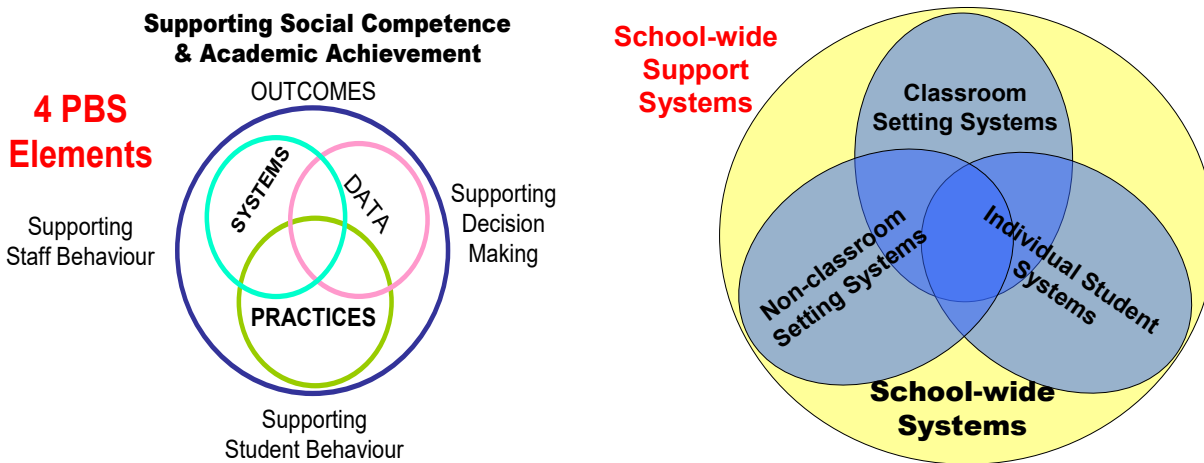 Supporting Social Competence
& Academic Achievement
OUTCOMES
4 PBS
Elements
SYSTEMS
DATA
Supporting
Staff Behaviour
Supporting
Decision
Making
PRACTICES
Supporting
Student Behaviour
School-wide
Support
Systems
Classroom
Setting Systems
Non-classroom
Setting Systems
Individual Student
Systems
School-wide
Systems